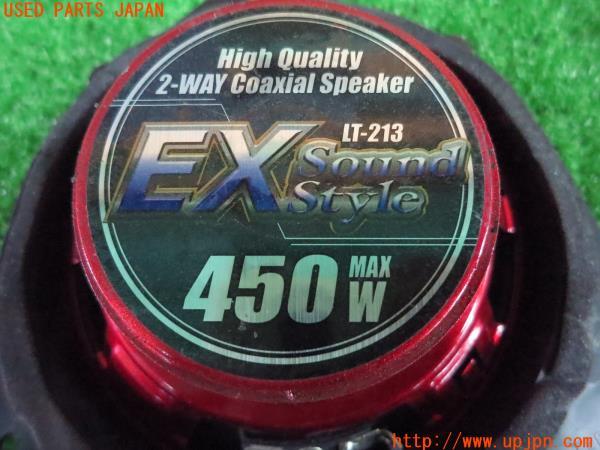 USED PARTS JAPAN
High Quality
2-WAY Coaxial Speaker
LT-213
EX Sound
Style
450 MAX
W
http://www.upjpn.com